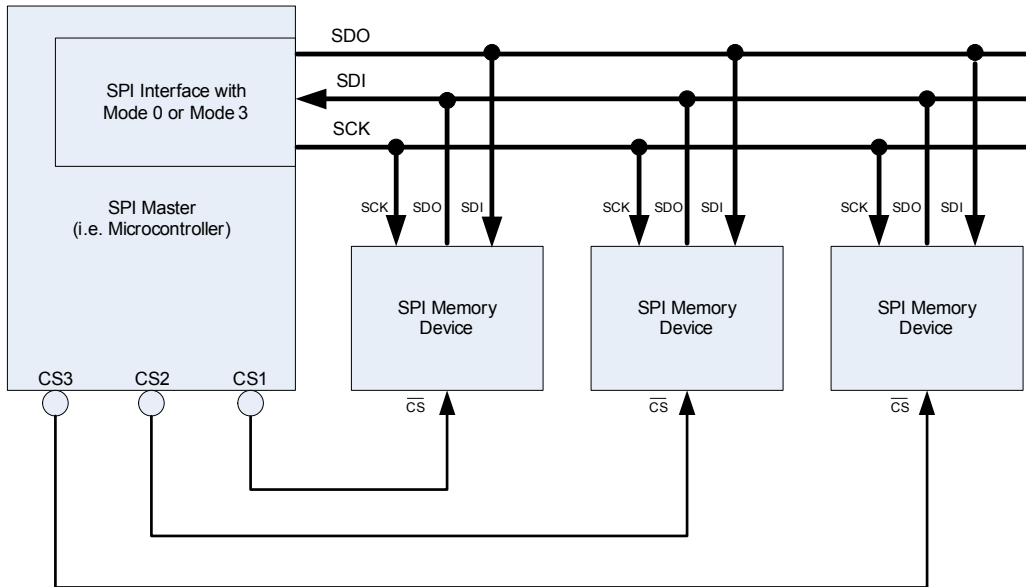 SDO
SPI Interface with
Mode 0 or Mode 3
SDI
SCK
SPI Master
(i.e. Microcontroller)
SCK
SDO
SDI
SCK
SDO
SDI
SCK
SDO
SDI
SPI Memory
Device
SPI Memory
Device
SPI Memory
Device
CS3
CS2
CS1
CS
CS
CS